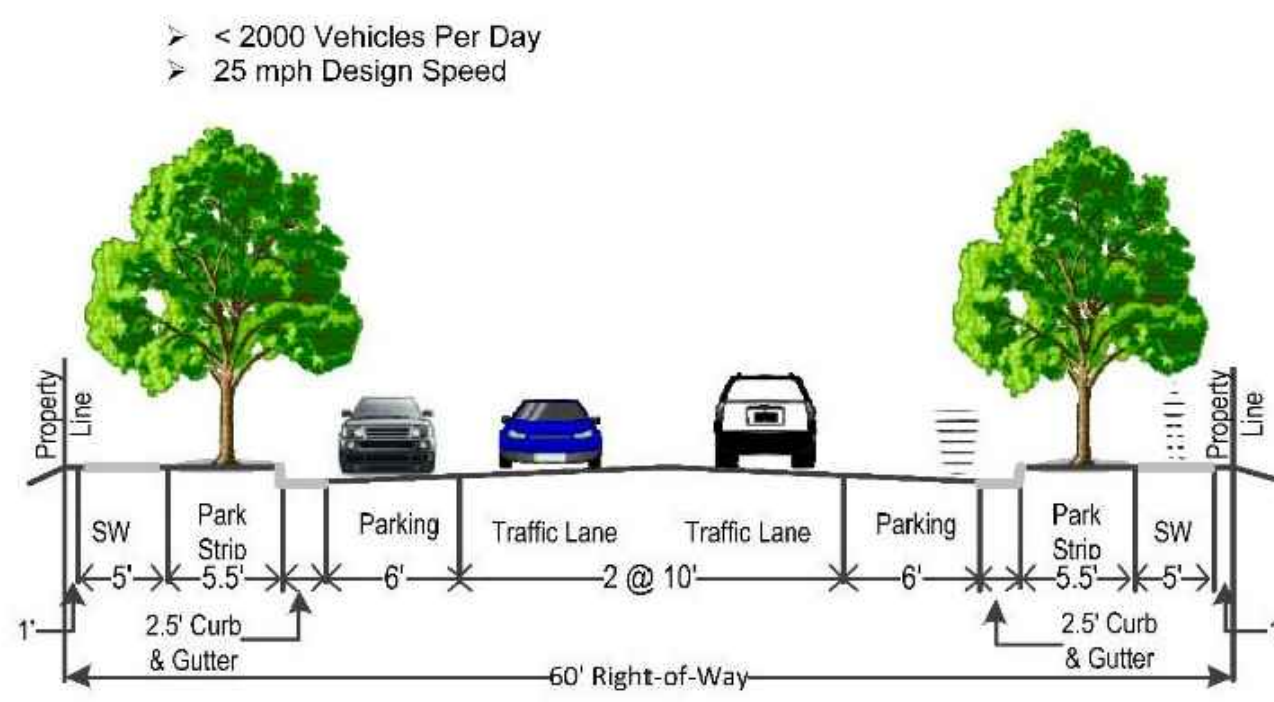 ➢ < 2000 Vehicles Per Day
➢ 25 mph Design Speed
Property
Line
Property
Line
SW
Park
Strip
Parking
Traffic Lane
Traffic Lane
Parking
Park
Strip
SW
5'
5.5'
6'
2 @ 10'
6'
5.5'
5'
1'
2.5' Curb
& Gutter
2.5' Curb
& Gutter
60' Right-of-Way